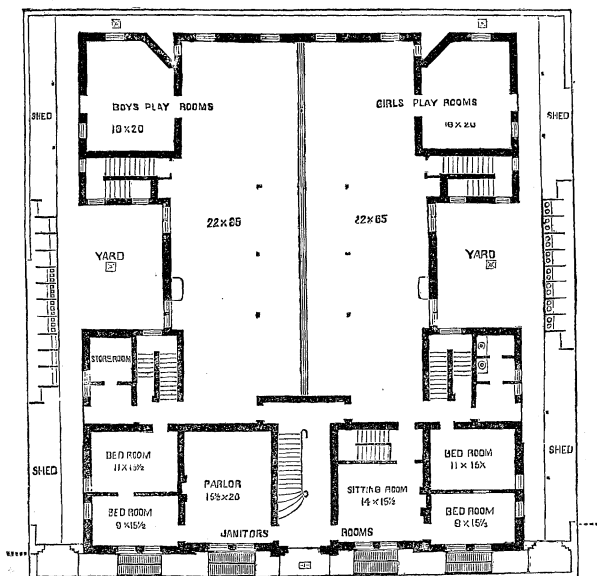 BOYS PLAY ROOMS
18 X 20
GIRLS PLAY ROOMS
18 X 20
SHED
SHED
22 X 65
22 X 65
YARD
YARD
STOREROOM
BED ROOM
11 X 15½
PARLOR
15½ X 20
SITTING ROOM
14 X 15½
BED ROOM
11 X 15½
SHED
SHED
BED ROOM
9 X 15½
BED ROOM
9 X 15½
JANITORS ROOMS